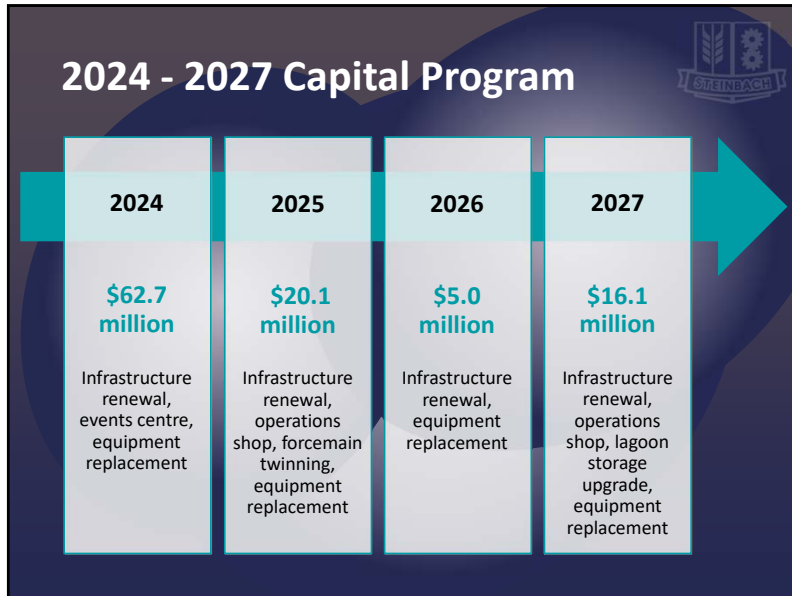 2024 - 2027 Capital Program
STEINBACH
2024
$62.7
million
Infrastructure
renewal,
events centre,
equipment
replacement
2025
$20.1
million
Infrastructure
renewal,
operations
shop, forcemain
twinning,
equipment
replacement
2026
$5.0
million
Infrastructure
renewal,
equipment
replacement
2027
$16.1
million
Infrastructure
renewal,
operations
shop, lagoon
storage
upgrade,
equipment
replacement